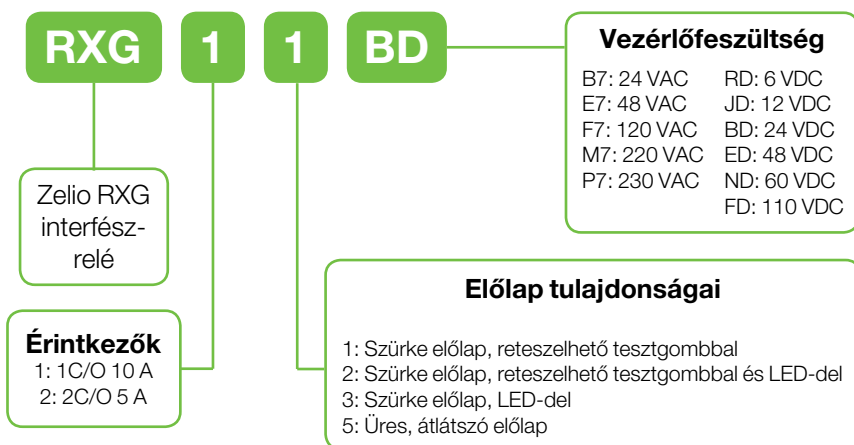 RXG 1 1 BD
Vezérlőfeszültség
B7: 24 VAC RD: 6 VDC
E7: 48 VAC JD: 12 VDC
F7: 120 VAC BD: 24 VDC
M7: 220 VAC ED: 48 VDC
P7: 230 VAC ND: 60 VDC
FD: 110 VDC
Zelio RXG
interfész-
relé
Érintkezők
1: 1C/O 10 A
2: 2C/O 5 A
Előlap tulajdonságai
1: Szürke előlap, reteszelhető tesztgombbal
2: Szürke előlap, reteszelhető tesztgombbal és LED-del
3: Szürke előlap, LED-del
5: Üres, átlátszó előlap